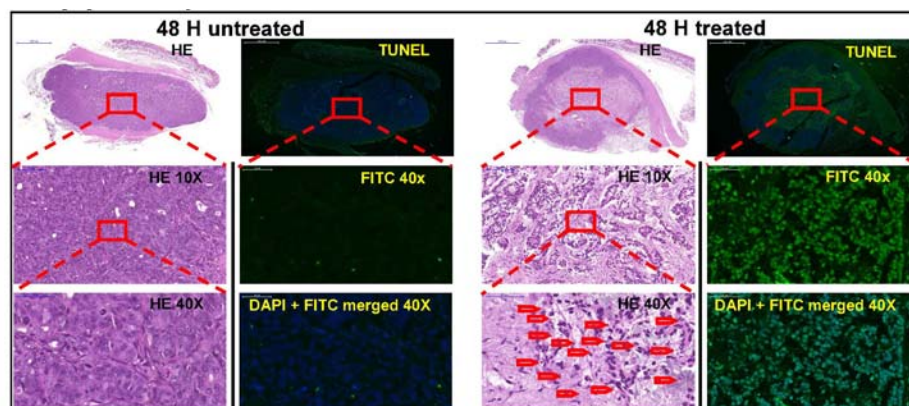 48 H untreated
HE
TUNEL
HE 10X
FITC 40x
HE 40X
DAPI + FITC merged 40X
48 H treated
HE
TUNEL
HE 10X
FITC 40x
HE 40X
DAPI + FITC merged 40X